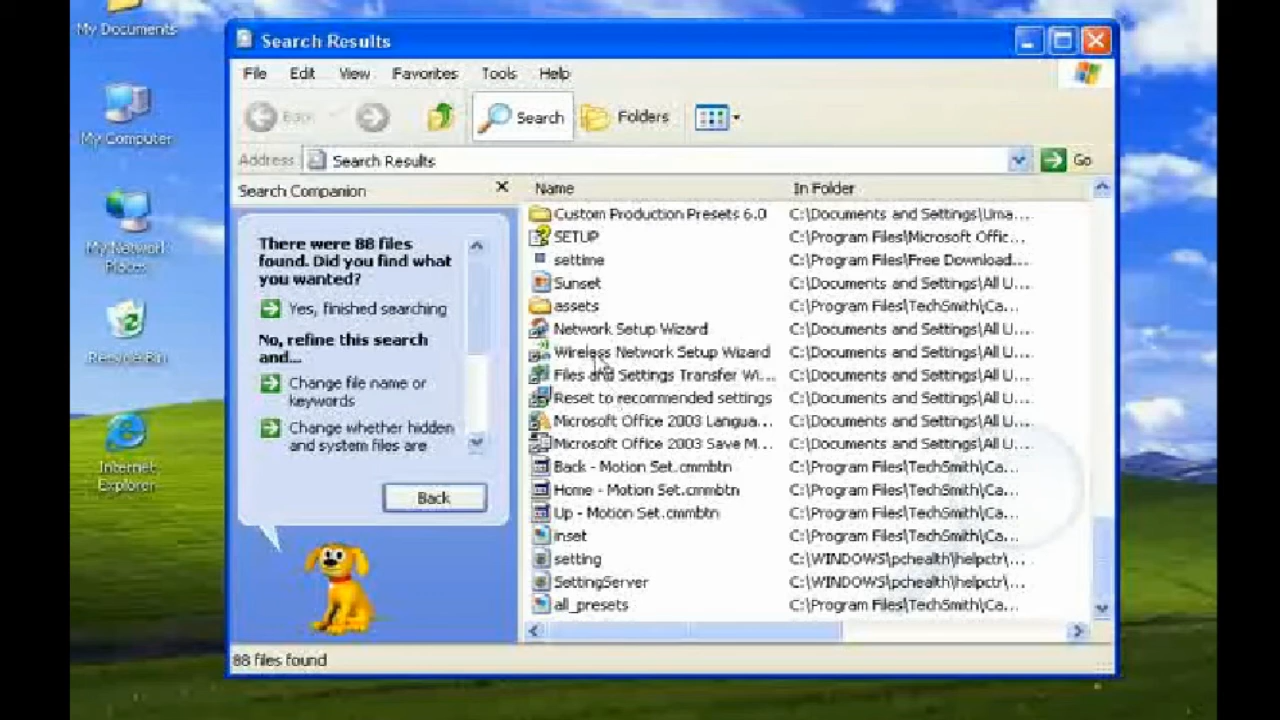 My Documents
My Computer
My Network
Places
Recycle Bin
Internet
Explorer
Search Results
File Edit View Favorites Tools Help
Back Search Folders
Address Search Results Go
Search Companion
There were 88 files
found. Did you find what
you wanted?
Yes, finished searching
No, refine this search
and...
Change file name or
keywords
Change whether hidden
and system files are
Back
Name In Folder
Custom Production Presets 6.0 C:\Documents and Settings\Uma...
SETUP C:\Program Files\Microsoft Offic...
settime C:\Program Files\Free Download...
Sunset C:\Documents and Settings\All U...
assets C:\Program Files\TechSmith\Ca...
Network Setup Wizard C:\Documents and Settings\All U...
Wireless Network Setup Wizard C:\Documents and Settings\All U...
Files and Settings Transfer Wi... C:\Documents and Settings\All U...
Reset to recommended settings C:\Documents and Settings\All U...
Microsoft Office 2003 Langua... C:\Documents and Settings\All U...
Microsoft Office 2003 Save M... C:\Documents and Settings\All U...
Back - Motion Set.cmmbtn C:\Program Files\TechSmith\Ca...
Home - Motion Set.cmmbtn C:\Program Files\TechSmith\Ca...
Up - Motion Set.cmmbtn C:\Program Files\TechSmith\Ca...
inset C:\Program Files\TechSmith\Ca...
setting C:\WINDOWS\pchealth\helpctr\...
SettingServer C:\WINDOWS\pchealth\helpctr\...
all_presets C:\Program Files\TechSmith\Ca...
88 files found